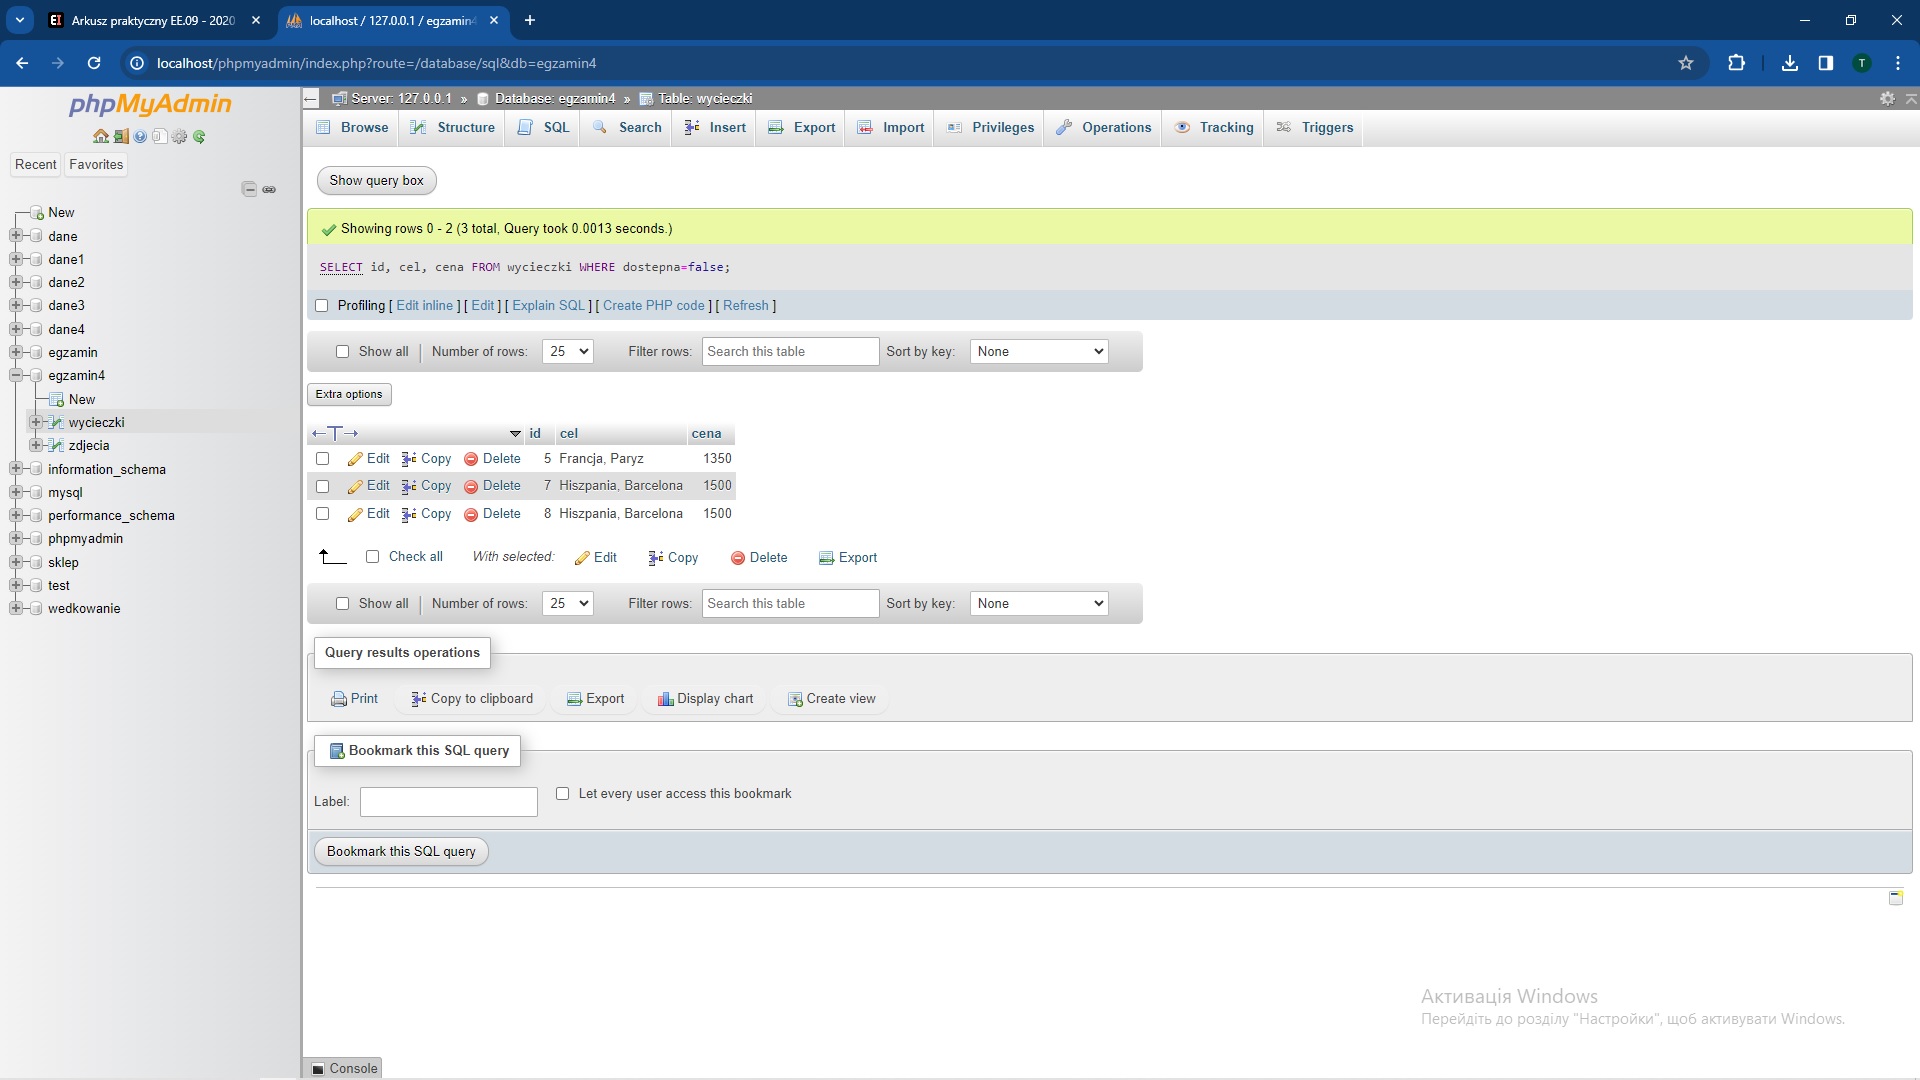 Arkusz praktyczny EE.09 - 2020
localhost / 127.0.0.1 / egzamin4
localhost/phpmyadmin/index.php?route=/database/sql&db=egzamin4
T
phpMyAdmin
Recent
Favorites
New
dane
dane1
dane2
dane3
dane4
egzamin
egzamin4
New
wycieczki
zdjecia
information_schema
mysql
performance_schema
phpmyadmin
sklep
test
wedkowanie
Server: 127.0.0.1 » Database: egzamin4 » Table: wycieczki
Browse Structure SQL Search Insert Export Import Privileges Operations Tracking Triggers
Show query box
Showing rows 0 - 2 (3 total, Query took 0.0013 seconds.)
SELECT id, cel, cena FROM wycieczki WHERE dostepna=false;
Profiling [ Edit inline ] [ Edit ] [ Explain SQL ] [ Create PHP code ] [ Refresh ]
Show all Number of rows: 25 Filter rows: Search this table Sort by key: None
Extra options
id cel cena
Edit Copy Delete 5 Francja, Paryz 1350
Edit Copy Delete 7 Hiszpania, Barcelona 1500
Edit Copy Delete 8 Hiszpania, Barcelona 1500
Check all With selected: Edit Copy Delete Export
Show all Number of rows: 25 Filter rows: Search this table Sort by key: None
Query results operations
Print Copy to clipboard Export Display chart Create view
Bookmark this SQL query
Label: Let every user access this bookmark
Bookmark this SQL query
Активація Windows
Перейдіть до розділу "Настройки", щоб активувати Windows.
Console